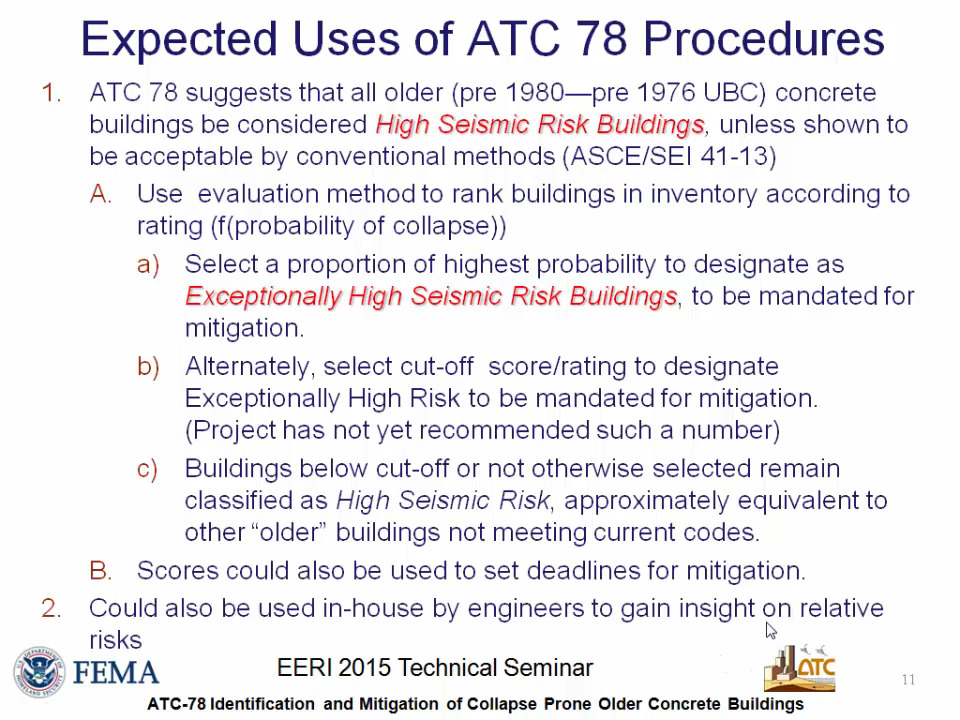 Expected Uses of ATC 78 Procedures
1. ATC 78 suggests that all older (pre 1980—pre 1976 UBC) concrete
buildings be considered High Seismic Risk Buildings, unless shown to
be acceptable by conventional methods (ASCE/SEI 41-13)
A. Use evaluation method to rank buildings in inventory according to
rating (f(probability of collapse))
a) Select a proportion of highest probability to designate as
Exceptionally High Seismic Risk Buildings, to be mandated for
mitigation.
b) Alternately, select cut-off score/rating to designate
Exceptionally High Risk to be mandated for mitigation.
(Project has not yet recommended such a number)
c) Buildings below cut-off or not otherwise selected remain
classified as High Seismic Risk, approximately equivalent to
other “older” buildings not meeting current codes.
B. Scores could also be used to set deadlines for mitigation.
2. Could also be used in-house by engineers to gain insight on relative
risks
FEMA
EERI 2015 Technical Seminar
ATC
11
ATC-78 Identification and Mitigation of Collapse Prone Older Concrete Buildings